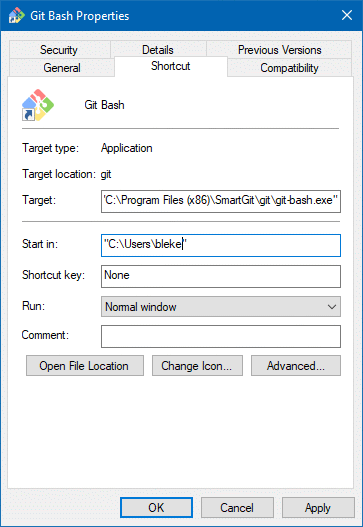 Git Bash Properties
Security Details Previous Versions
General Shortcut Compatibility
Git Bash
Target type: Application
Target location: git
Target: "C:\Program Files (x86)\SmartGit\git\git-bash.exe"
Start in: "C:\Users\bleke"
Shortcut key: None
Run: Normal window
Comment:
Open File Location Change Icon... Advanced...
OK Cancel Apply